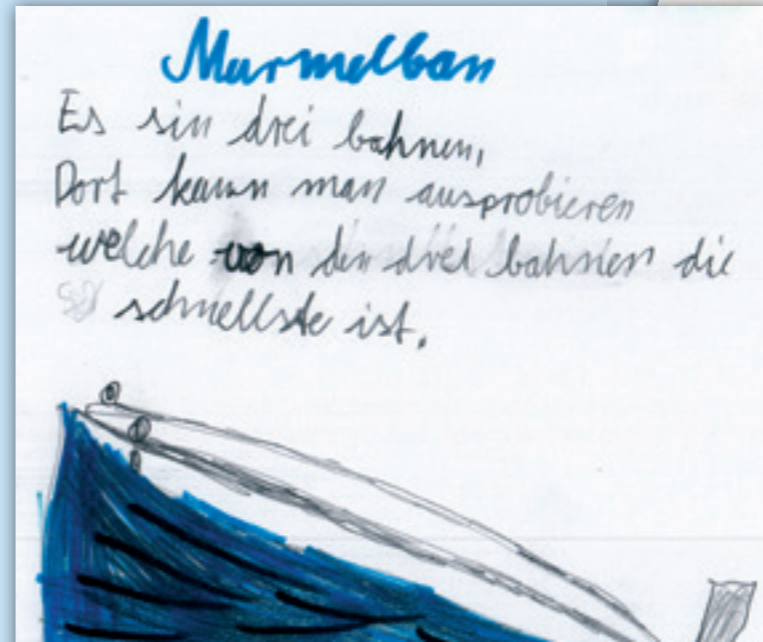 Marmelban
Es sin drei bahnen,
Dort kann man ausprobieren
welche von den drei bahnen die
schnellste ist.